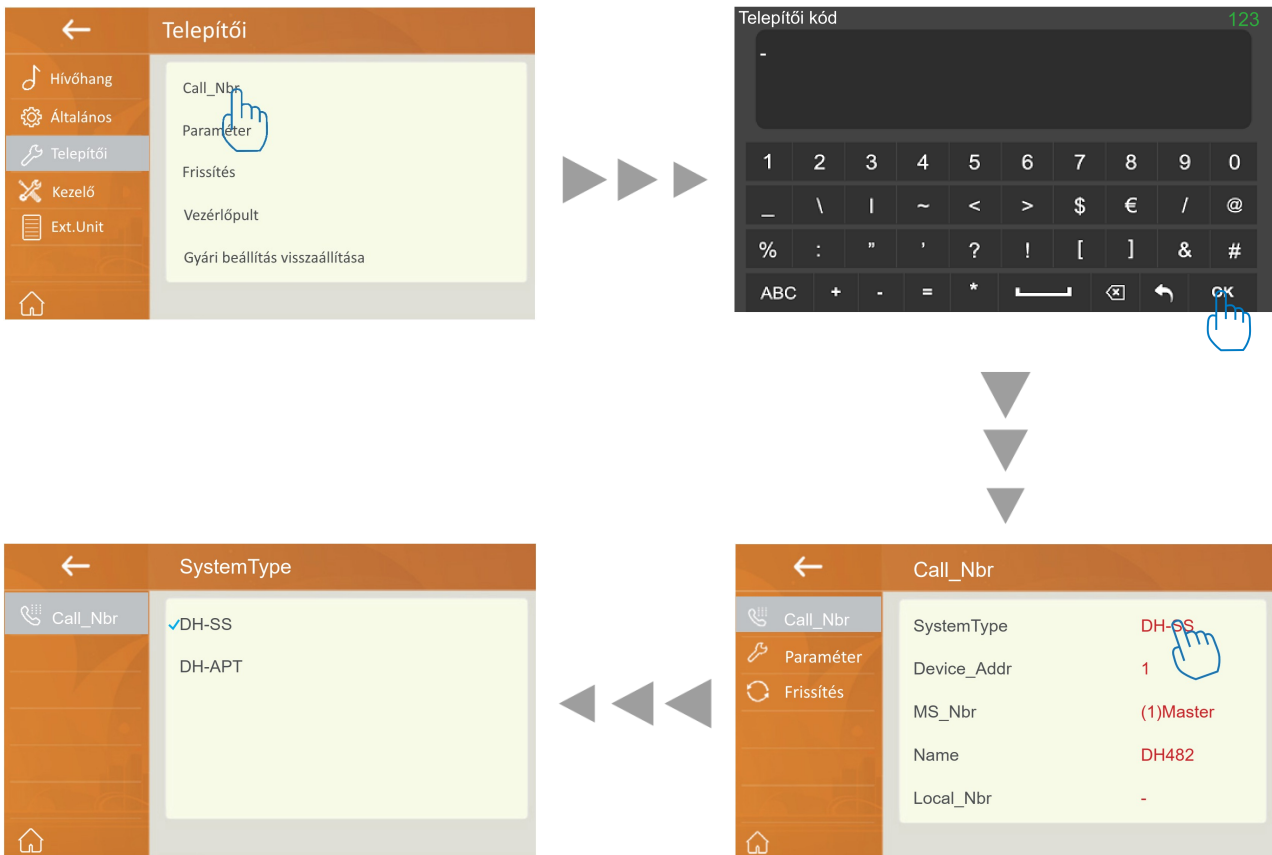 Telepítői
Hívőhang
Általános
Telepítői
Kezelő
Ext.Unit
Call_Nbr
Paraméter
Frissítés
Vezérlőpult
Gyári beállítás visszaállítása
Telepítői kód
123
-
1 2 3 4 5 6 7 8 9 0
_ \ | ~ < > $ € / @
% : " ' ? ! [ ] & #
ABC + - = * OK
SystemType
Call_Nbr
✓DH-SS
DH-APT
Call_Nbr
Call_Nbr
Paraméter
Frissítés
SystemType DH-SS
Device_Addr 1
MS_Nbr (1)Master
Name DH482
Local_Nbr -